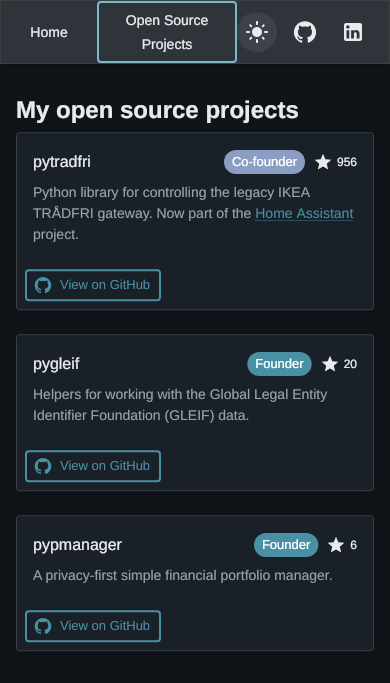 Home
Open Source
Projects
My open source projects
pytradfri
Co-founder
956
Python library for controlling the legacy IKEA
TRÅDFRI gateway. Now part of the Home Assistant
project.
View on GitHub
pygleif
Founder
20
Helpers for working with the Global Legal Entity
Identifier Foundation (GLEIF) data.
View on GitHub
pypmanager
Founder
6
A privacy-first simple financial portfolio manager.
View on GitHub